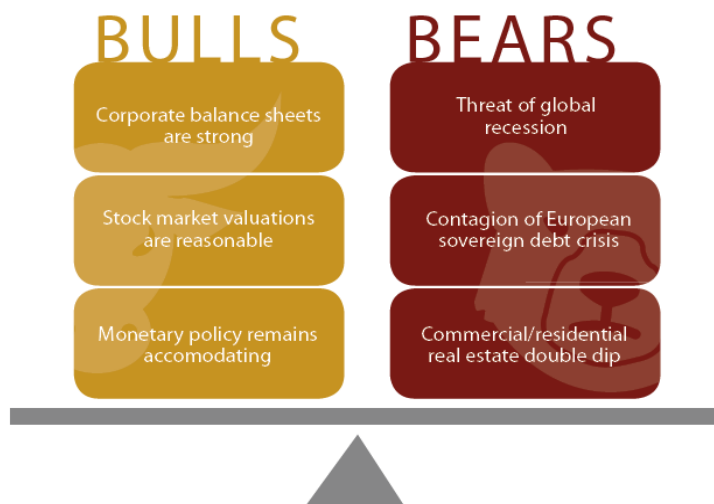 BULLS
Corporate balance sheets
are strong
Stock market valuations
are reasonable
Monetary policy remains
accomodating
BEARS
Threat of global
recession
Contagion of European
sovereign debt crisis
Commercial/residential
real estate double dip